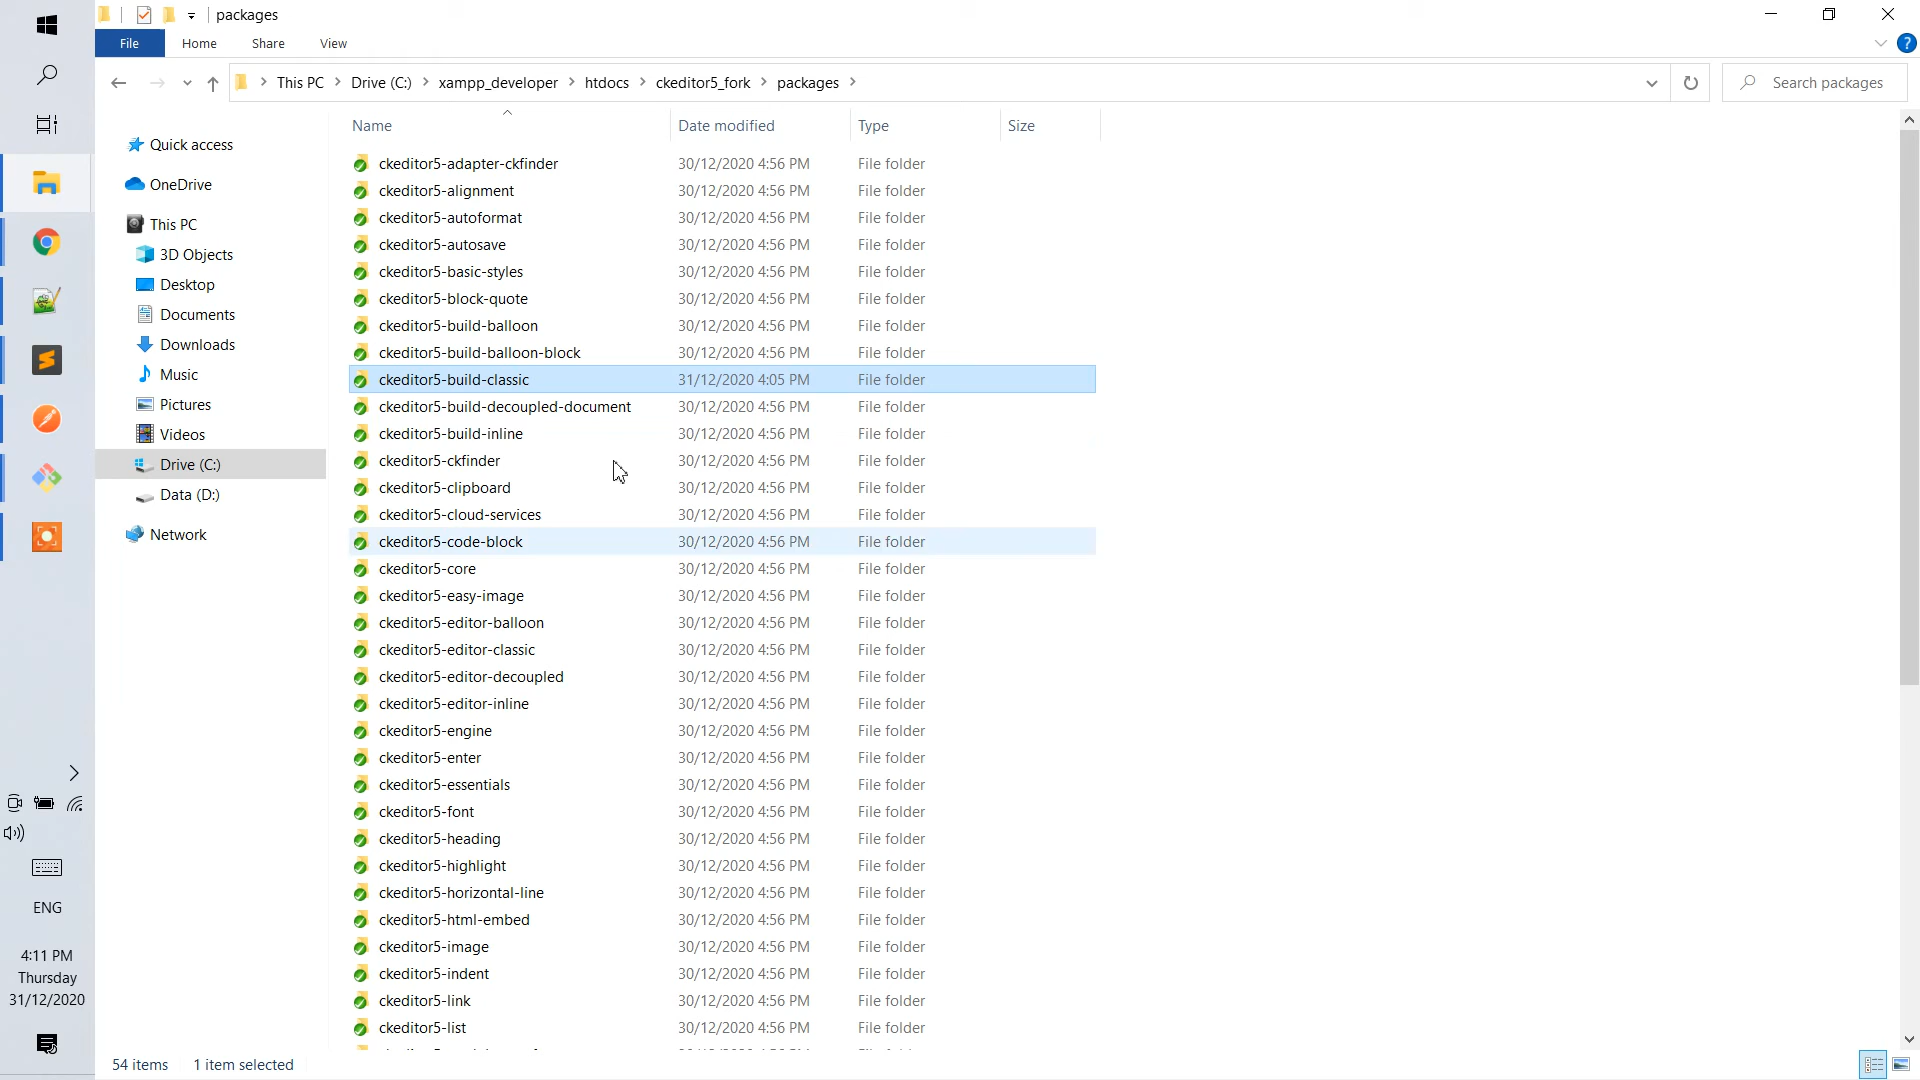 packages
File
Home
Share
View
This PC
Drive (C:)
xampp_developer
htdocs
ckeditor5_fork
packages
Search packages
Name
Date modified
Type
Size
Quick access
OneDrive
This PC
3D Objects
Desktop
Documents
Downloads
Music
Pictures
Videos
Drive (C:)
Data (D:)
Network
ckeditor5-adapter-ckfinder 30/12/2020 4:56 PM File folder
ckeditor5-alignment 30/12/2020 4:56 PM File folder
ckeditor5-autoformat 30/12/2020 4:56 PM File folder
ckeditor5-autosave 30/12/2020 4:56 PM File folder
ckeditor5-basic-styles 30/12/2020 4:56 PM File folder
ckeditor5-block-quote 30/12/2020 4:56 PM File folder
ckeditor5-build-balloon 30/12/2020 4:56 PM File folder
ckeditor5-build-balloon-block 30/12/2020 4:56 PM File folder
ckeditor5-build-classic 31/12/2020 4:05 PM File folder
ckeditor5-build-decoupled-document 30/12/2020 4:56 PM File folder
ckeditor5-build-inline 30/12/2020 4:56 PM File folder
ckeditor5-ckfinder 30/12/2020 4:56 PM File folder
ckeditor5-clipboard 30/12/2020 4:56 PM File folder
ckeditor5-cloud-services 30/12/2020 4:56 PM File folder
ckeditor5-code-block 30/12/2020 4:56 PM File folder
ckeditor5-core 30/12/2020 4:56 PM File folder
ckeditor5-easy-image 30/12/2020 4:56 PM File folder
ckeditor5-editor-balloon 30/12/2020 4:56 PM File folder
ckeditor5-editor-classic 30/12/2020 4:56 PM File folder
ckeditor5-editor-decoupled 30/12/2020 4:56 PM File folder
ckeditor5-editor-inline 30/12/2020 4:56 PM File folder
ckeditor5-engine 30/12/2020 4:56 PM File folder
ckeditor5-enter 30/12/2020 4:56 PM File folder
ckeditor5-essentials 30/12/2020 4:56 PM File folder
ckeditor5-font 30/12/2020 4:56 PM File folder
ckeditor5-heading 30/12/2020 4:56 PM File folder
ckeditor5-highlight 30/12/2020 4:56 PM File folder
ckeditor5-horizontal-line 30/12/2020 4:56 PM File folder
ckeditor5-html-embed 30/12/2020 4:56 PM File folder
ckeditor5-image 30/12/2020 4:56 PM File folder
ckeditor5-indent 30/12/2020 4:56 PM File folder
ckeditor5-link 30/12/2020 4:56 PM File folder
ckeditor5-list 30/12/2020 4:56 PM File folder
ENG
4:11 PM
Thursday
31/12/2020
54 items
1 item selected